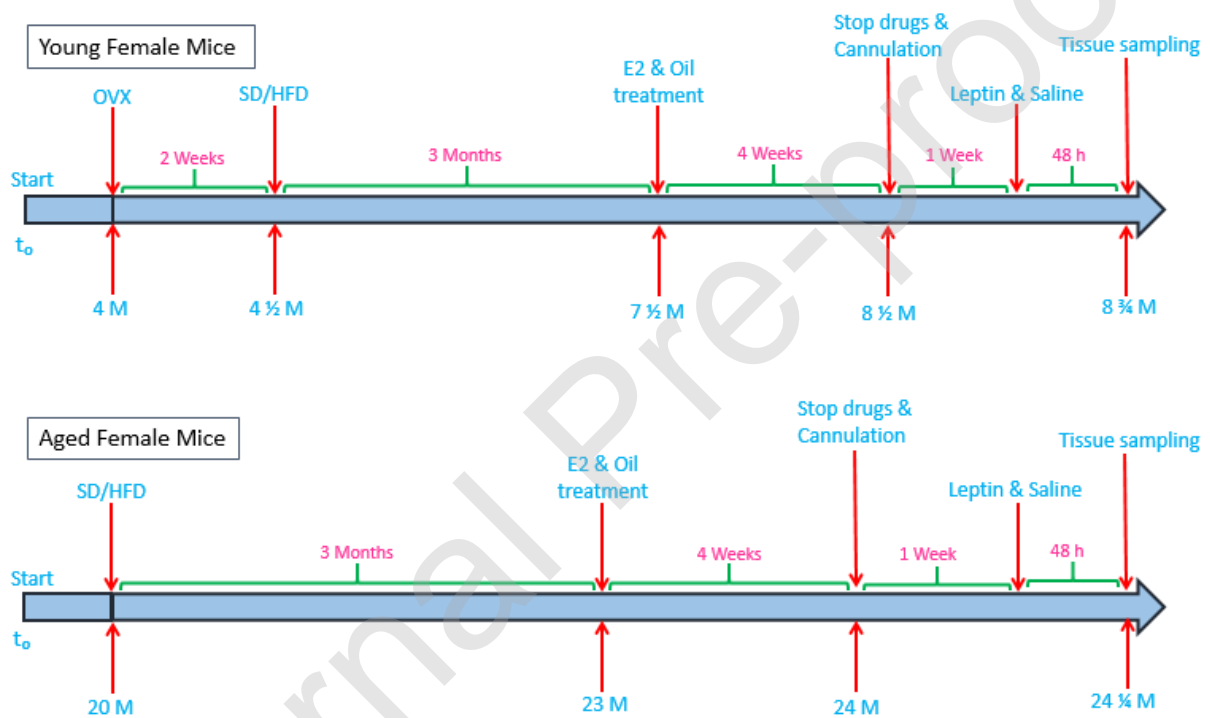 Young Female Mice
Stop drugs &
Cannulation
Tissue sampling
E2 & Oil
treatment
OVX
SD/HFD
Leptin & Saline
2 Weeks
3 Months
4 Weeks
1 Week
48 h
Start
to
4 M
4 ½ M
7 ½ M
8 ½ M
8 ¾ M
Aged Female Mice
Stop drugs &
Cannulation
Tissue sampling
E2 & Oil
treatment
SD/HFD
Leptin & Saline
3 Months
4 Weeks
1 Week
48 h
Start
to
20 M
23 M
24 M
24 ¼ M
rnal Pre-proo